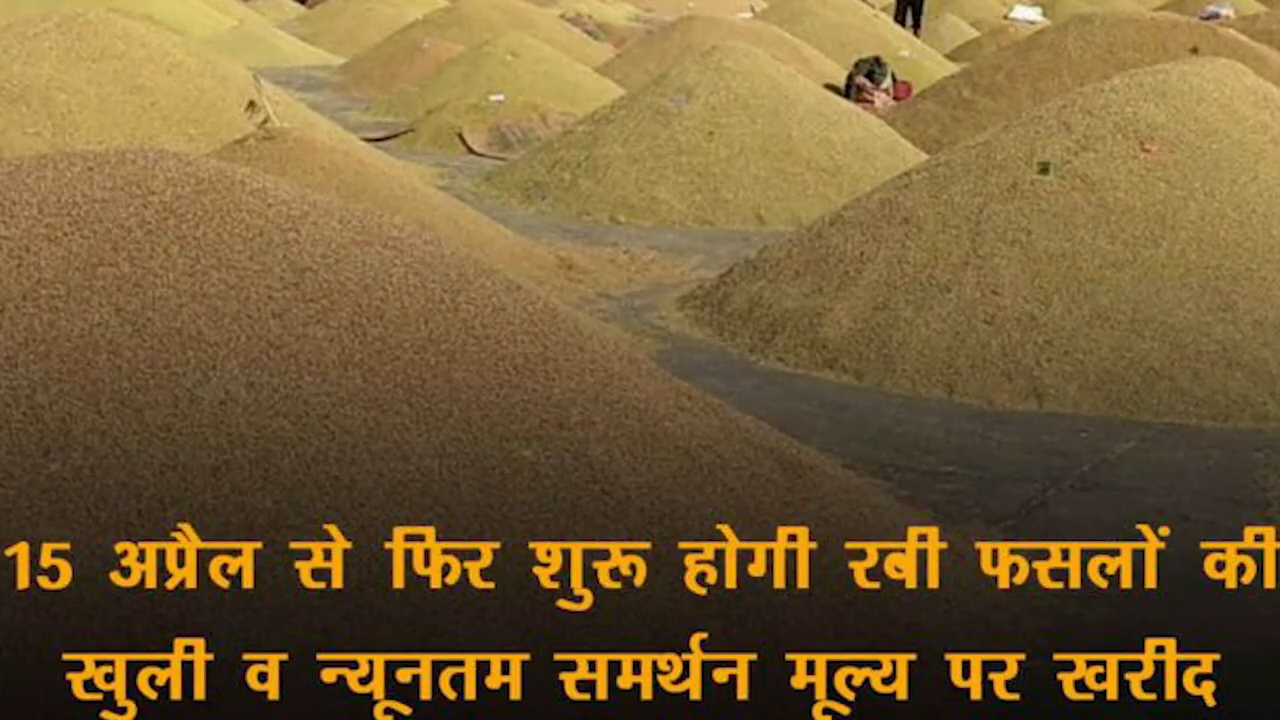 15 अप्रैल से फिर शुरू होगी रबी फसलों की
खुली व न्यूनतम समर्थन मूल्य पर खरीद